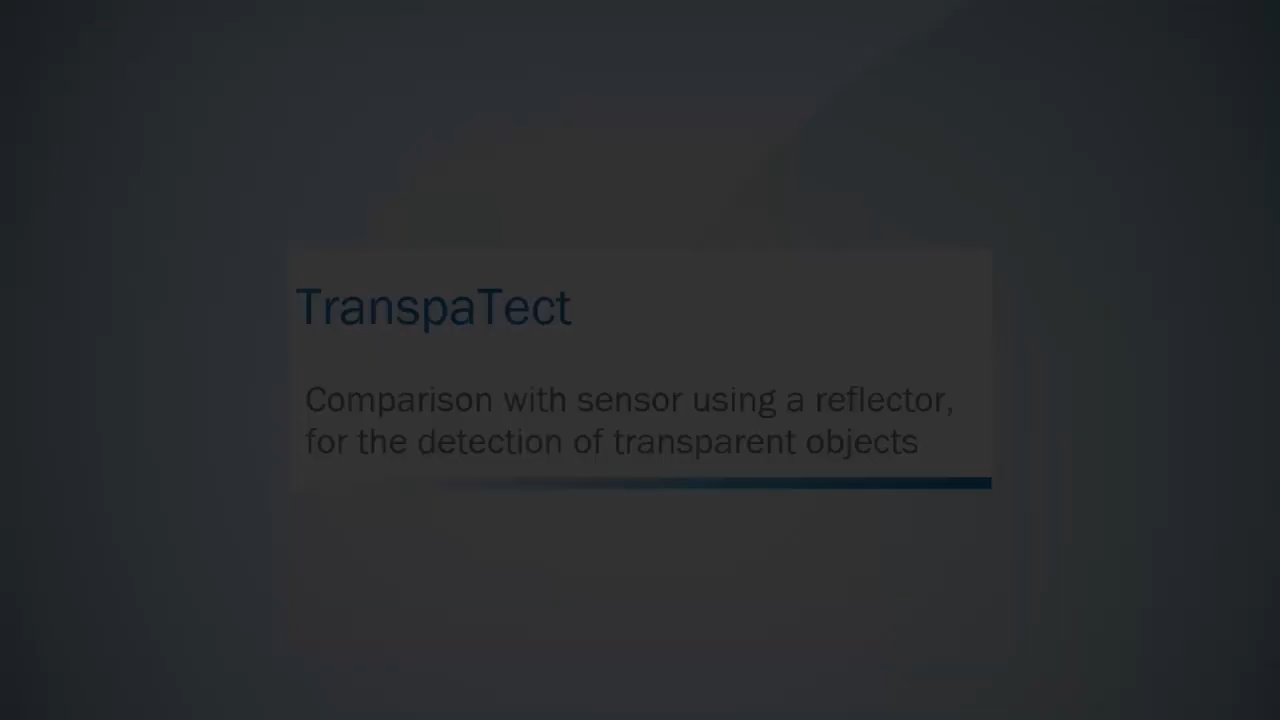 TranspaTect
Comparison with sensor using a reflector,
for the detection of transparent objects